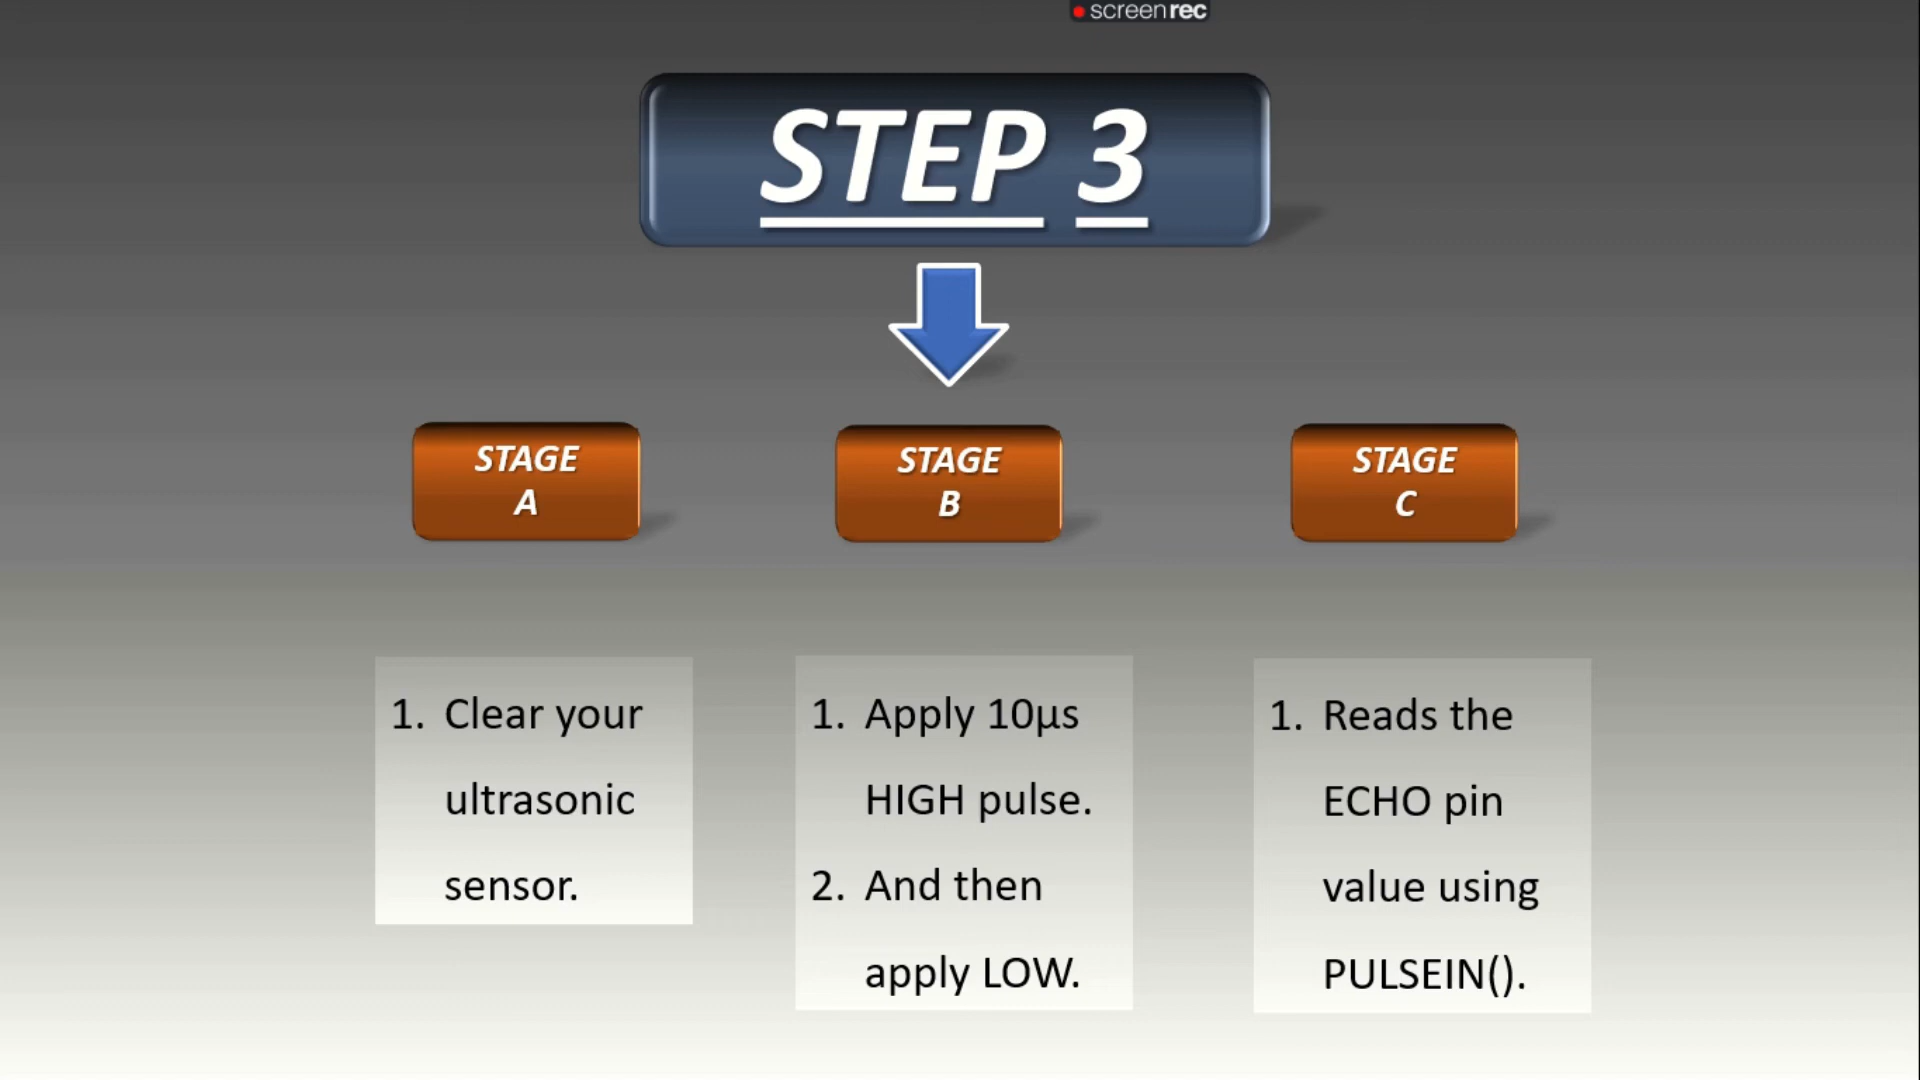 screenrec
STEP 3
STAGE
A
STAGE
B
STAGE
C
1. Clear your
ultrasonic
sensor.
1. Apply 10µs
HIGH pulse.
2. And then
apply LOW.
1. Reads the
ECHO pin
value using
PULSEIN().